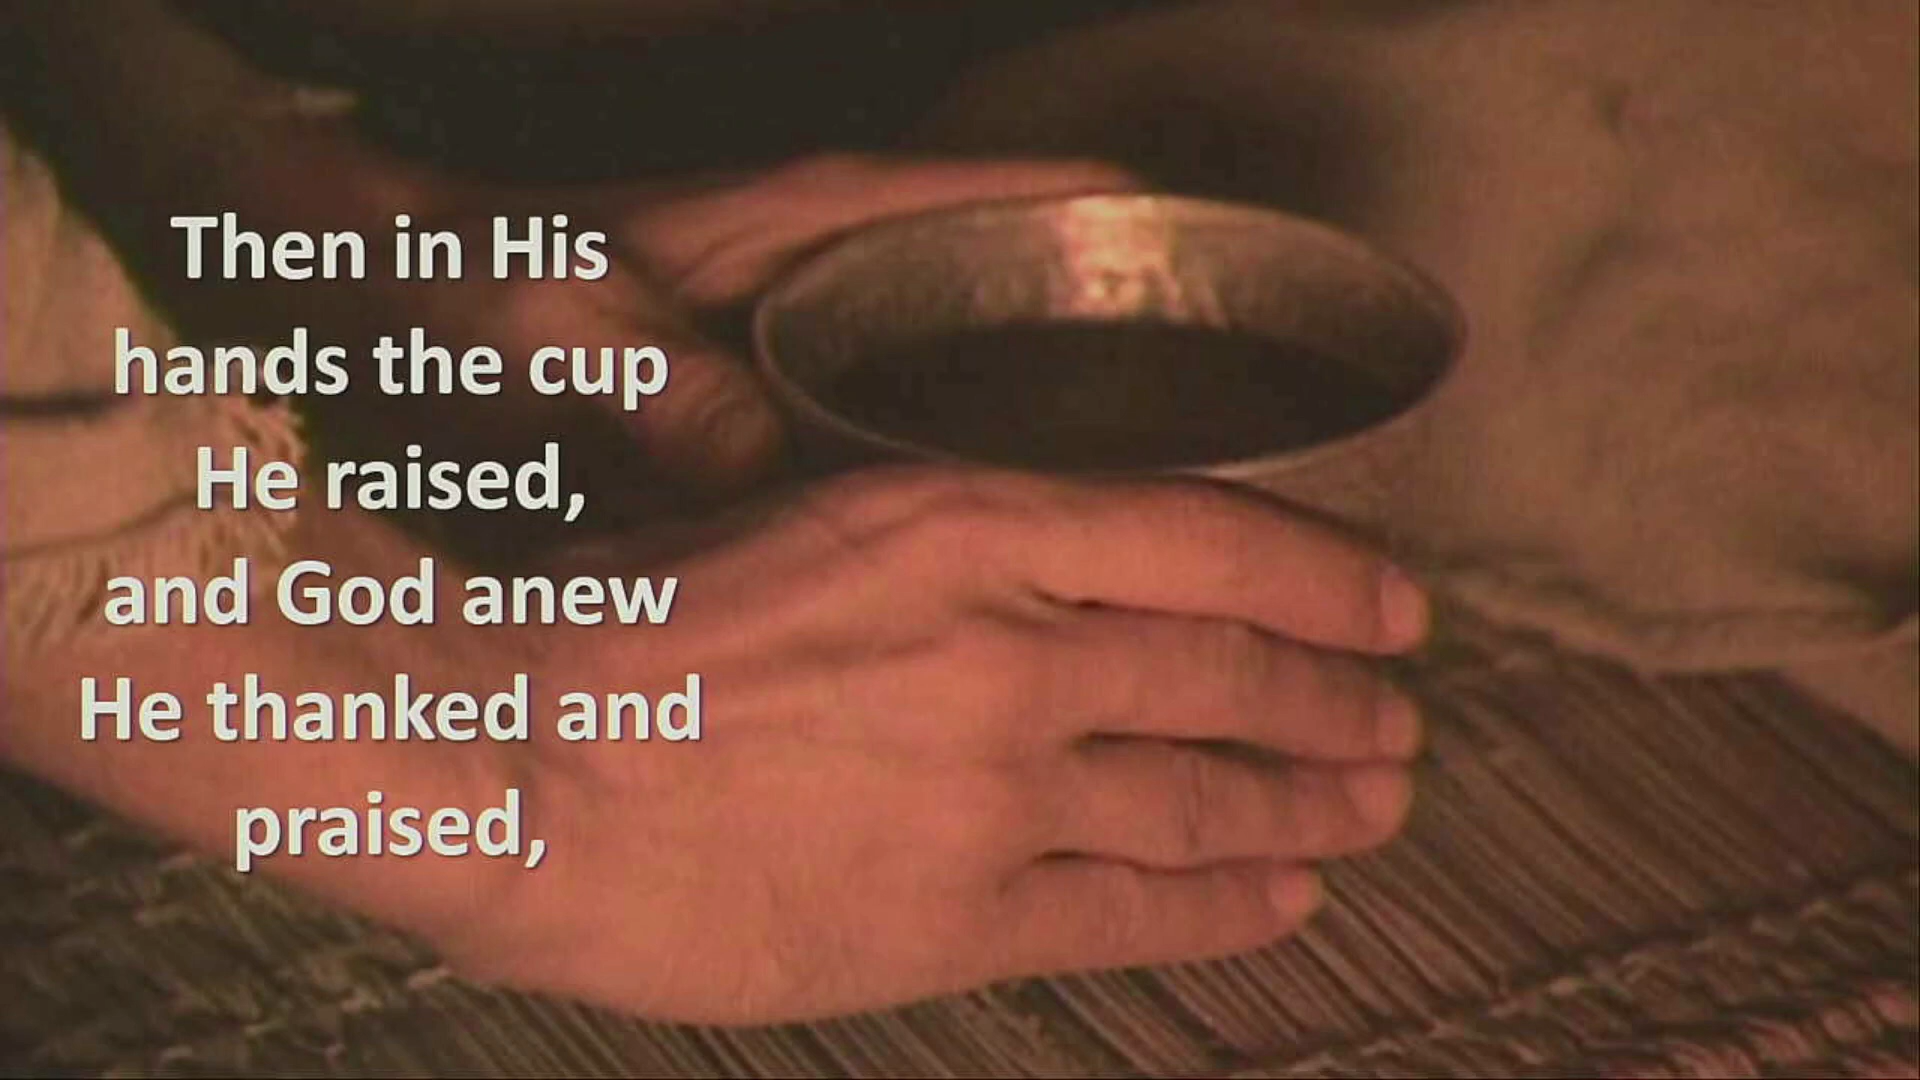 Then in His
hands the cup
He raised,
and God anew
He thanked and
praised,